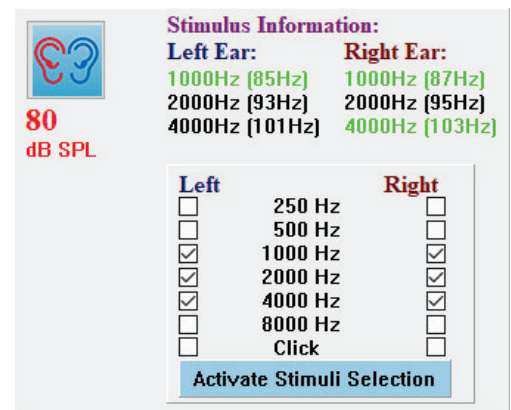 Stimulus Information:
Left Ear: Right Ear:
1000Hz (85Hz) 1000Hz (87Hz)
2000Hz (93Hz) 2000Hz (95Hz)
4000Hz (101Hz) 4000Hz (103Hz)
80
dB SPL
Left Right
250 Hz
500 Hz
1000 Hz
2000 Hz
4000 Hz
8000 Hz
Click
Activate Stimuli Selection